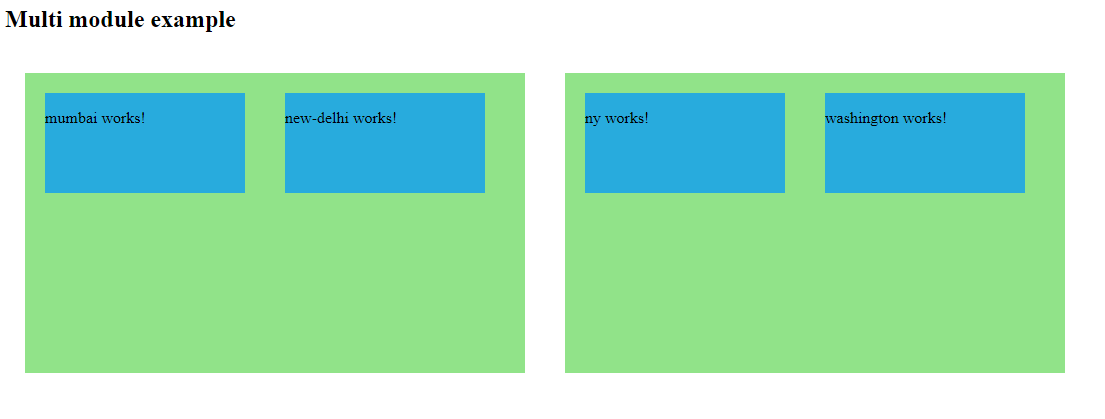 Multi module example
mumbai works!
new-delhi works!
ny works!
washington works!